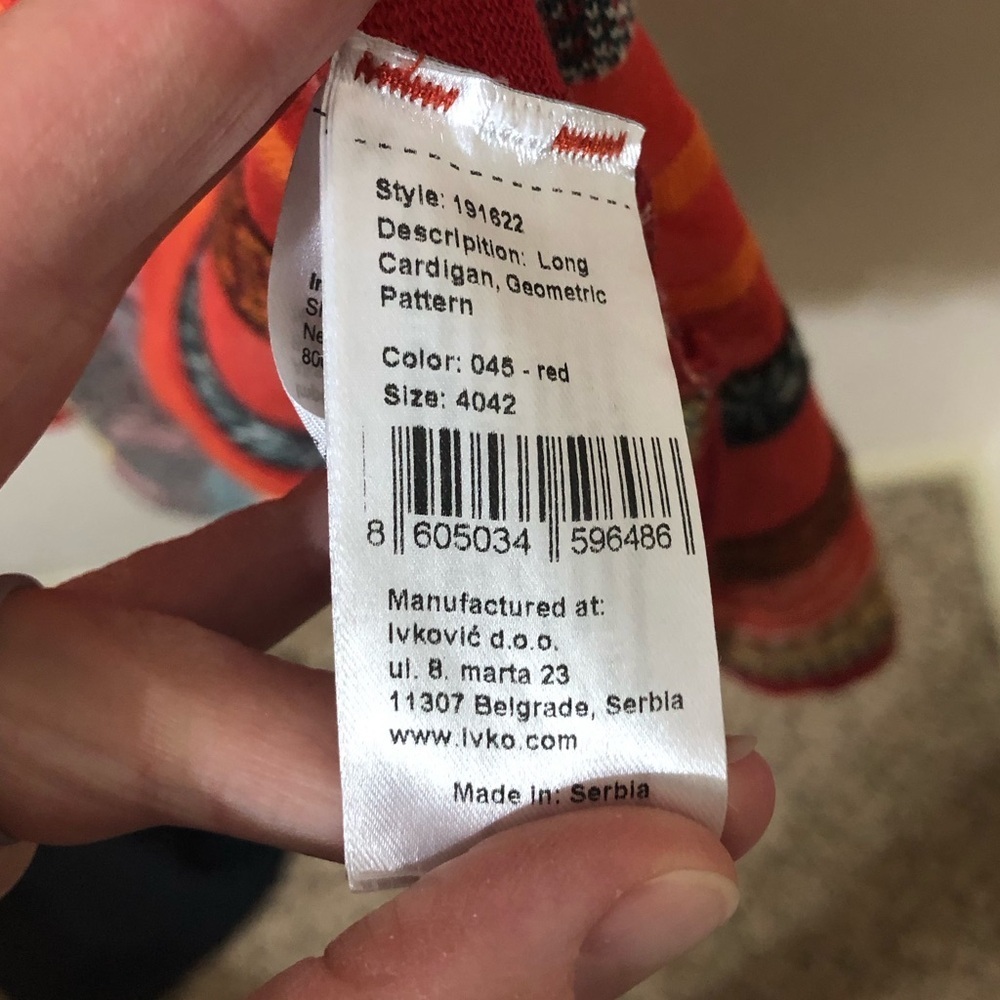 Style: 191622
Descripition: Long
Cardigan, Geometric
Pattern
Color: 045 - red
Size: 4042
8 605034 596486
Manufactured at:
Ivković d.o.o.
ul. 8. marta 23
11307 Belgrade, Serbia
www.ivko.com
Made in: Serbia